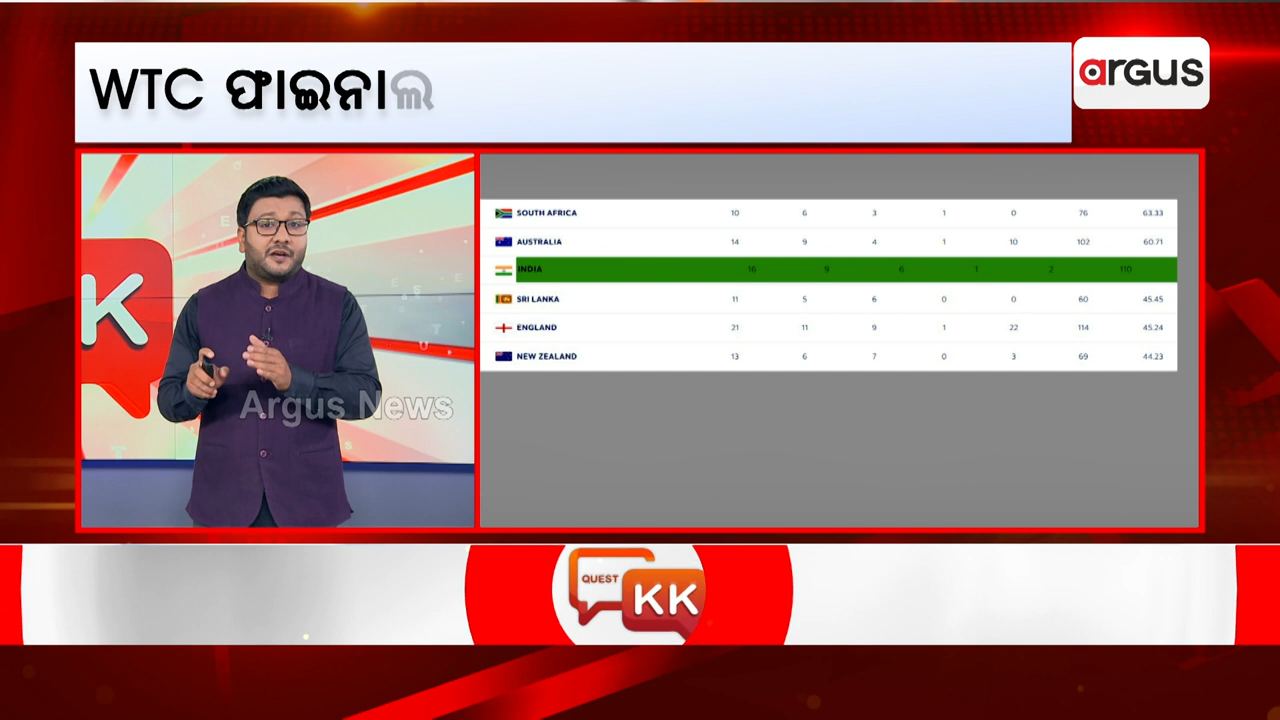 WTC ଫାଇନାଲ
argus
SOUTH AFRICA 10 6 3 1 0 76 63.33
AUSTRALIA 14 9 4 1 10 102 60.71
INDIA 16 9 6 1 2 110
SRI LANKA 11 5 6 0 0 60 45.45
ENGLAND 21 11 9 1 22 114 45.24
NEW ZEALAND 13 6 7 0 3 69 44.23
K
Argus News
QUEST
KK